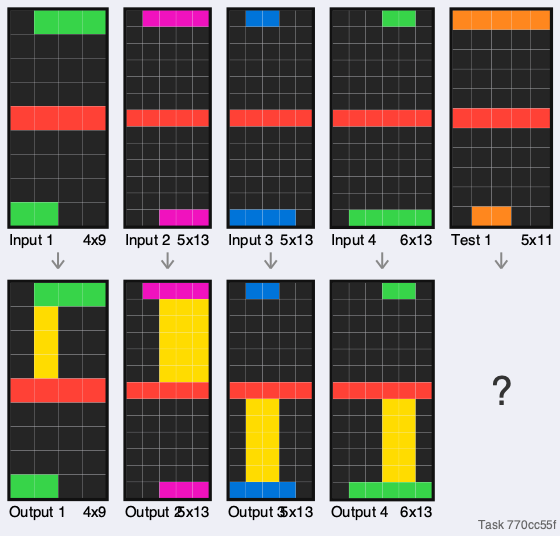 Input 1 4x9
Input 2 5x13
Input 3 5x13
Input 4 6x13
Test 1 5x11
?
Output 1 4x9
Output 2 5x13
Output 3 5x13
Output 4 6x13
Task 770cc55f